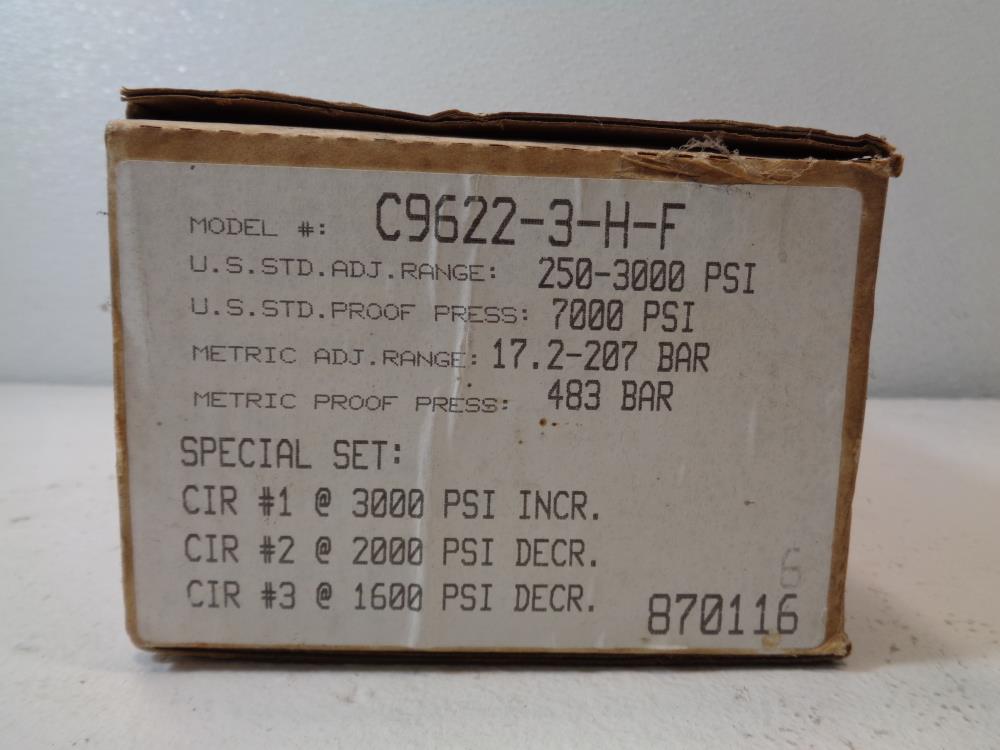 MODEL #: C9622-3-H-F
U.S.STD.ADJ.RANGE: 250-3000 PSI
U.S.STD.PROOF PRESS: 7000 PSI
METRIC ADJ.RANGE: 17.2-207 BAR
METRIC PROOF PRESS: 483 BAR
SPECIAL SET:
CIR #1 @ 3000 PSI INCR.
CIR #2 @ 2000 PSI DECR.
CIR #3 @ 1600 PSI DECR.
6
870116